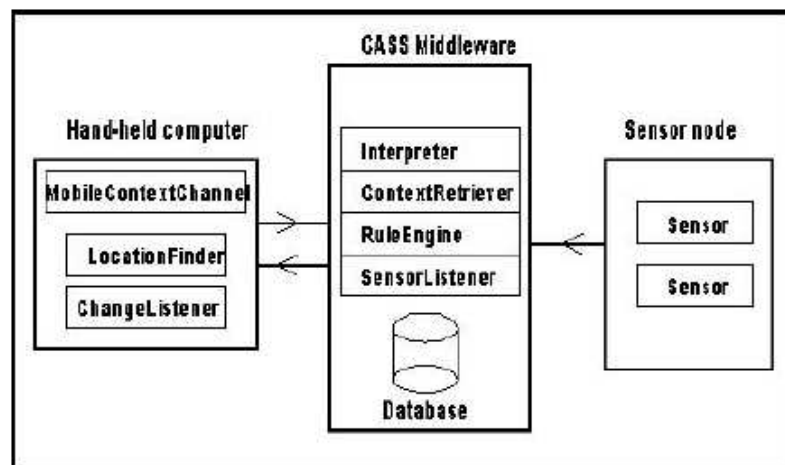 CASS Middleware
Hand-held computer
MobileContextChannel
LocationFinder
ChangeListener
Interpreter
ContextRetriever
RuleEngine
SensorListener
Database
Sensor node
Sensor
Sensor